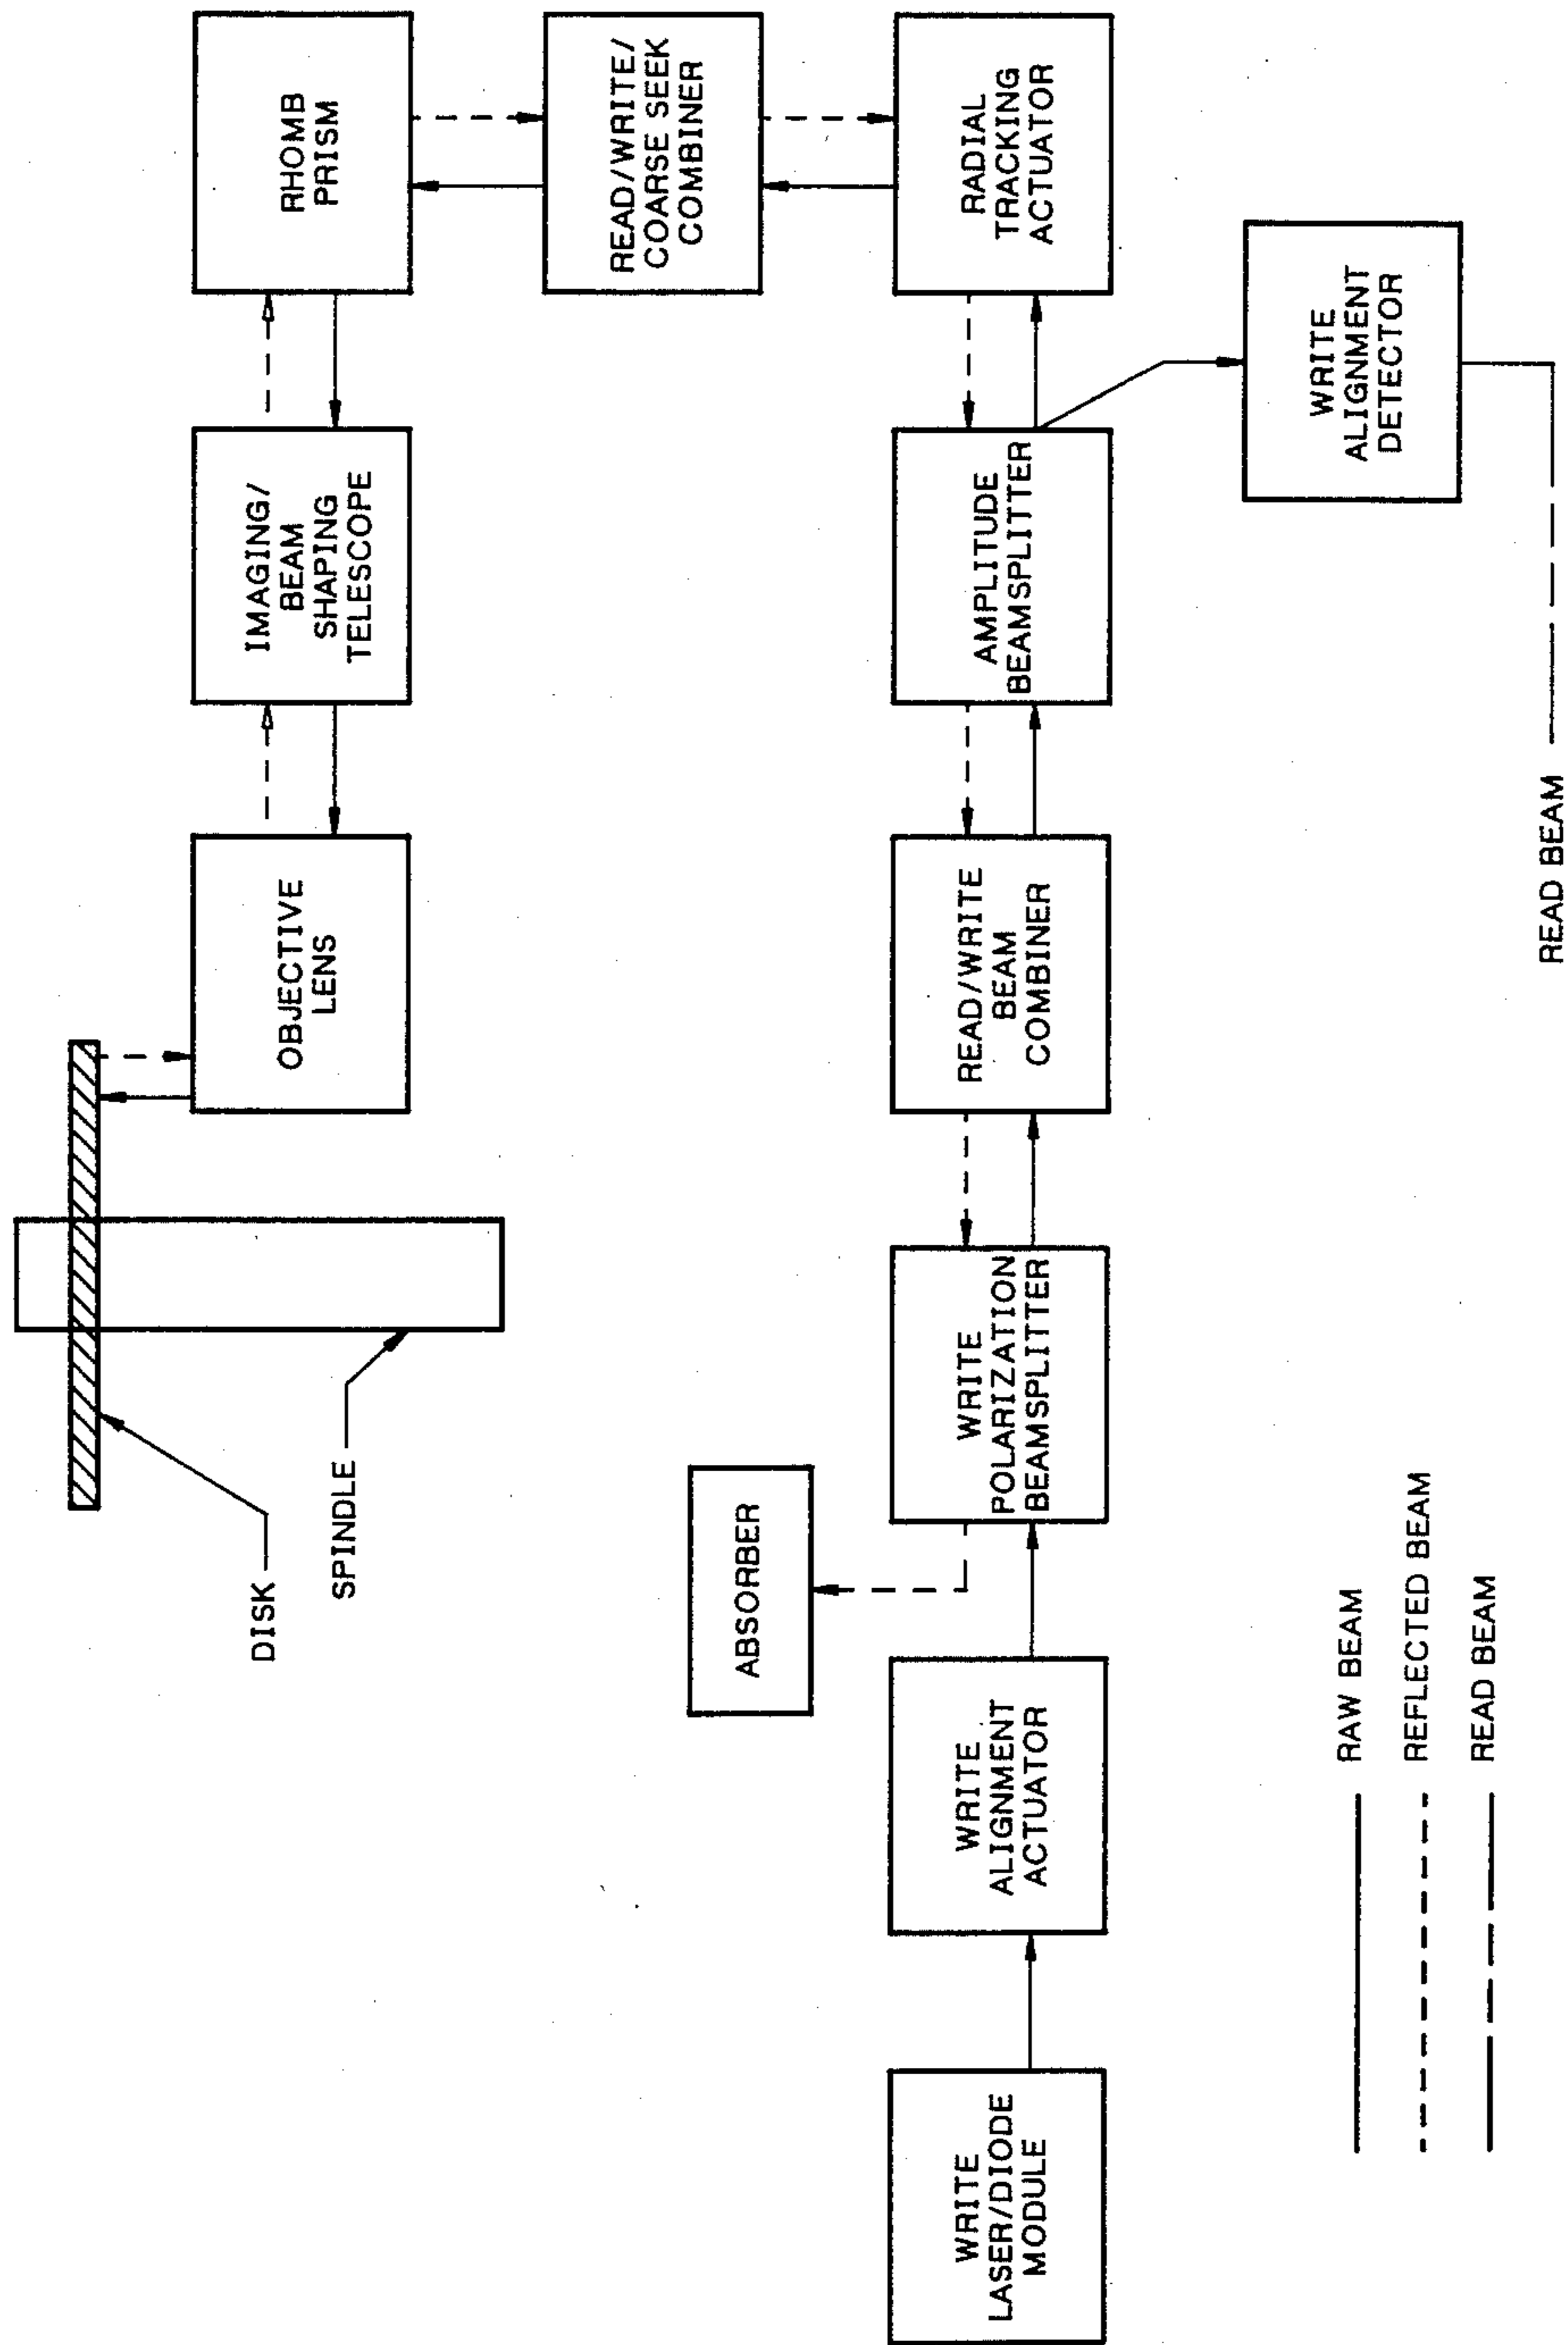 DISK
SPINDLE
OBJECTIVE
LENS
IMAGING/
BEAM
SHAPING
TELESCOPE
RHOMB
PRISM
READ/WRITE/
COARSE SEEK
COMBINER
RADIAL
TRACKING
ACTUATOR
ABSORBER
WRITE
LASER/DIODE
MODULE
WRITE
ALIGNMENT
ACTUATOR
WRITE
POLARIZATION
BEAMSPLITTER
READ/WRITE
BEAM
COMBINER
AMPLITUDE
BEAMSPLITTER
WRITE
ALIGNMENT
DETECTOR
READ BEAM
RAW BEAM
REFLECTED BEAM
READ BEAM